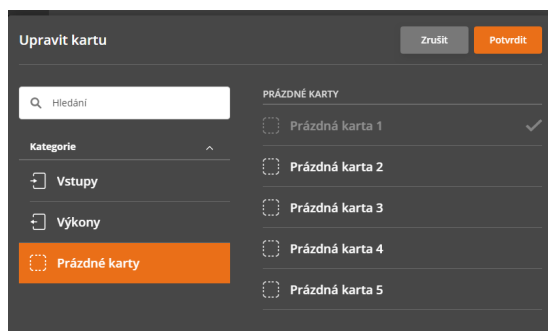 Upravit kartu
Zrušit
Potvrdit
Hledání
Kategorie
Vstupy
Výkony
Prázdné karty
PRÁZDNÉ KARTY
Prázdná karta 1
Prázdná karta 2
Prázdná karta 3
Prázdná karta 4
Prázdná karta 5